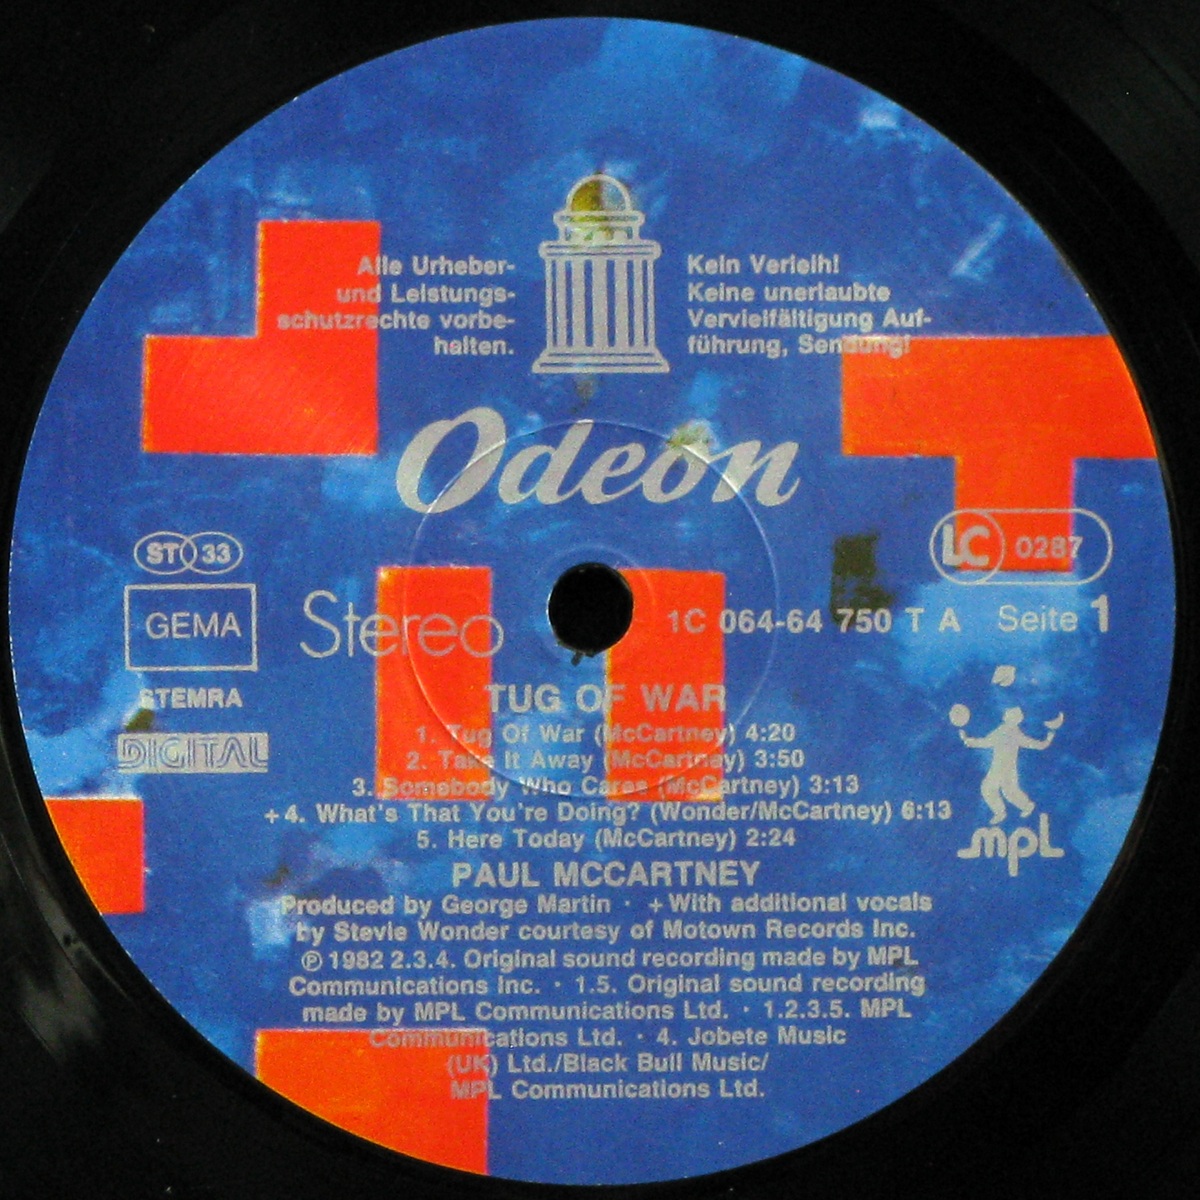 Alle Urheber-
und Leistungs-
schutzrechte vorbe-
halten.
Kein Verleih!
Keine unerlaubte
Vervielfältigung Auf-
führung, Sendung!
Odeon
ST 33
LC 0287
GEMA
Stereo
1C 064-64 750 T A Seite 1
STEMRA
DIGITAL
TUG OF WAR
1. Tug Of War (McCartney) 4:20
2. Take It Away (McCartney) 3:50
3. Somebody Who Cares (McCartney) 3:13
+4. What's That You're Doing? (Wonder/McCartney) 6:13
5. Here Today (McCartney) 2:24
mpL
PAUL MCCARTNEY
Produced by George Martin · +With additional vocals
by Stevie Wonder courtesy of Motown Records Inc.
℗ 1982 2.3.4. Original sound recording made by MPL
Communications Inc. · 1.5. Original sound recording
made by MPL Communications Ltd. · 1.2.3.5. MPL
Communications Ltd. · 4. Jobete Music
(UK) Ltd./Black Bull Music/
MPL Communications Ltd.